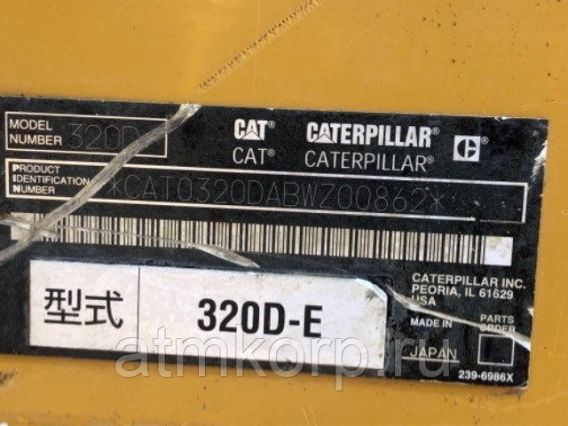 MODEL NUMBER 320D
CAT CATERPILLAR C
CAT CATERPILLAR
PRODUCT IDENTIFICATION NUMBER *CAT0320DABWZ00862*
CATERPILLAR INC.
PEORIA, IL 61629
USA
型式 320D-E
MADE IN
JAPAN
PARTS ORDER
239-6986X
© atmkorp.ru